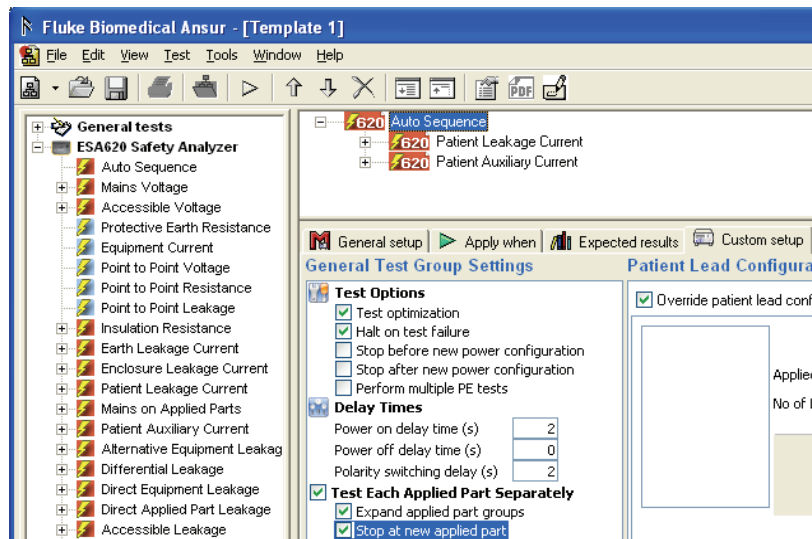 Fluke Biomedical Ansur - [Template 1]
File Edit View Test Tools Window Help
PDF
General tests
ESA620 Safety Analyzer
Auto Sequence
Mains Voltage
Accessible Voltage
Protective Earth Resistance
Equipment Current
Point to Point Voltage
Point to Point Resistance
Point to Point Leakage
Insulation Resistance
Earth Leakage Current
Enclosure Leakage Current
Patient Leakage Current
Mains on Applied Parts
Patient Auxiliary Current
Alternative Equipment Leakag
Differential Leakage
Direct Equipment Leakage
Direct Applied Part Leakage
Accessible Leakage
620 Auto Sequence
620 Patient Leakage Current
620 Patient Auxiliary Current
General setup Apply when Expected results Custom setup
General Test Group Settings
Test Options
Test optimization
Halt on test failure
Stop before new power configuration
Stop after new power configuration
Perform multiple PE tests
Delay Times
Power on delay time (s) 2
Power off delay time (s) 0
Polarity switching delay (s) 2
Test Each Applied Part Separately
Expand applied part groups
Stop at new applied part
Patient Lead Configura
Override patient lead conf
Applie
No of